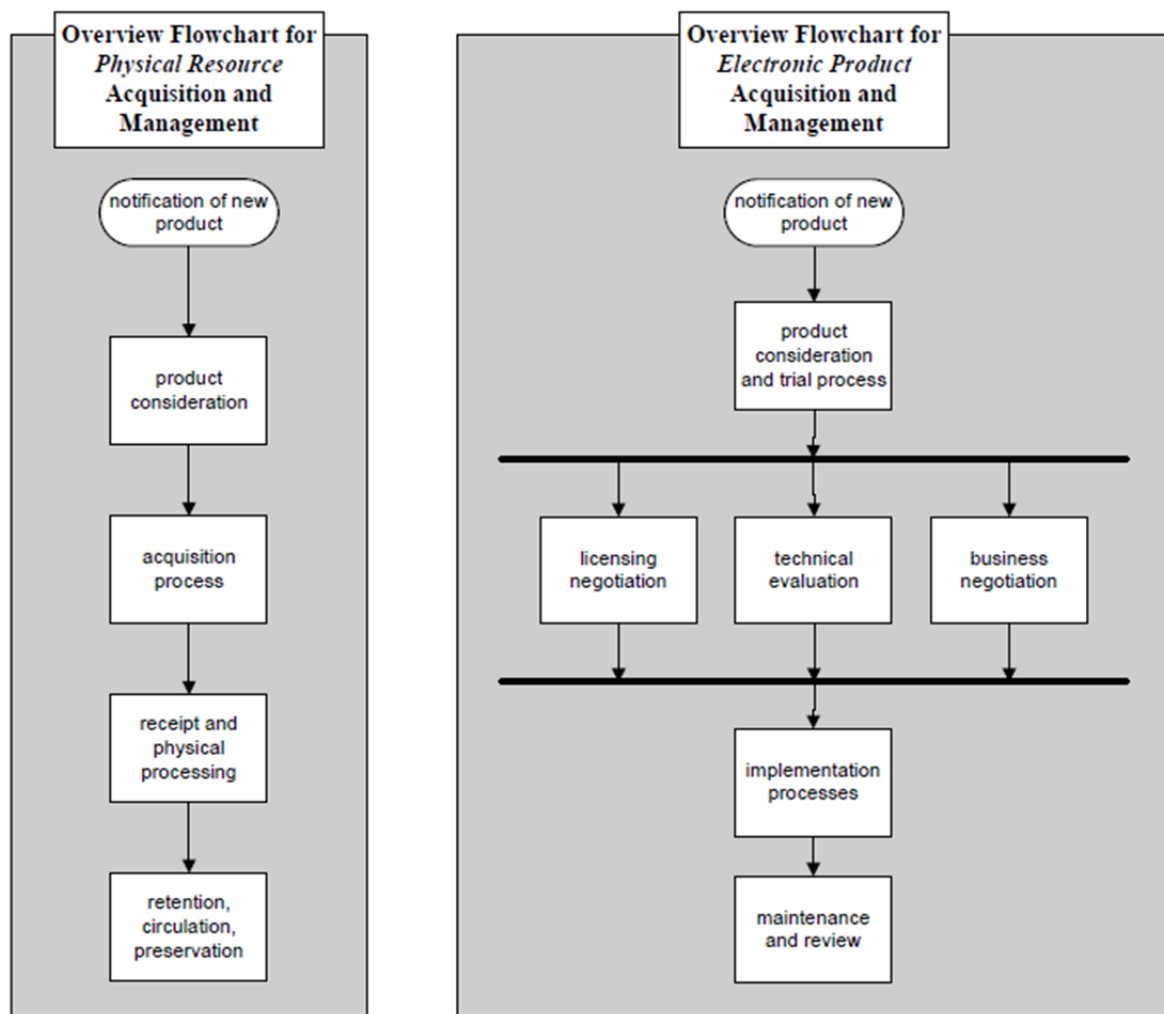 Overview Flowchart for
Physical Resource
Acquisition and
Management
notification of new
product
product
consideration
acquisition
process
receipt and
physical
processing
retention,
circulation,
preservation
Overview Flowchart for
Electronic Product
Acquisition and
Management
notification of new
product
product
consideration
and trial process
licensing
negotiation
technical
evaluation
business
negotiation
implementation
processes
maintenance
and review